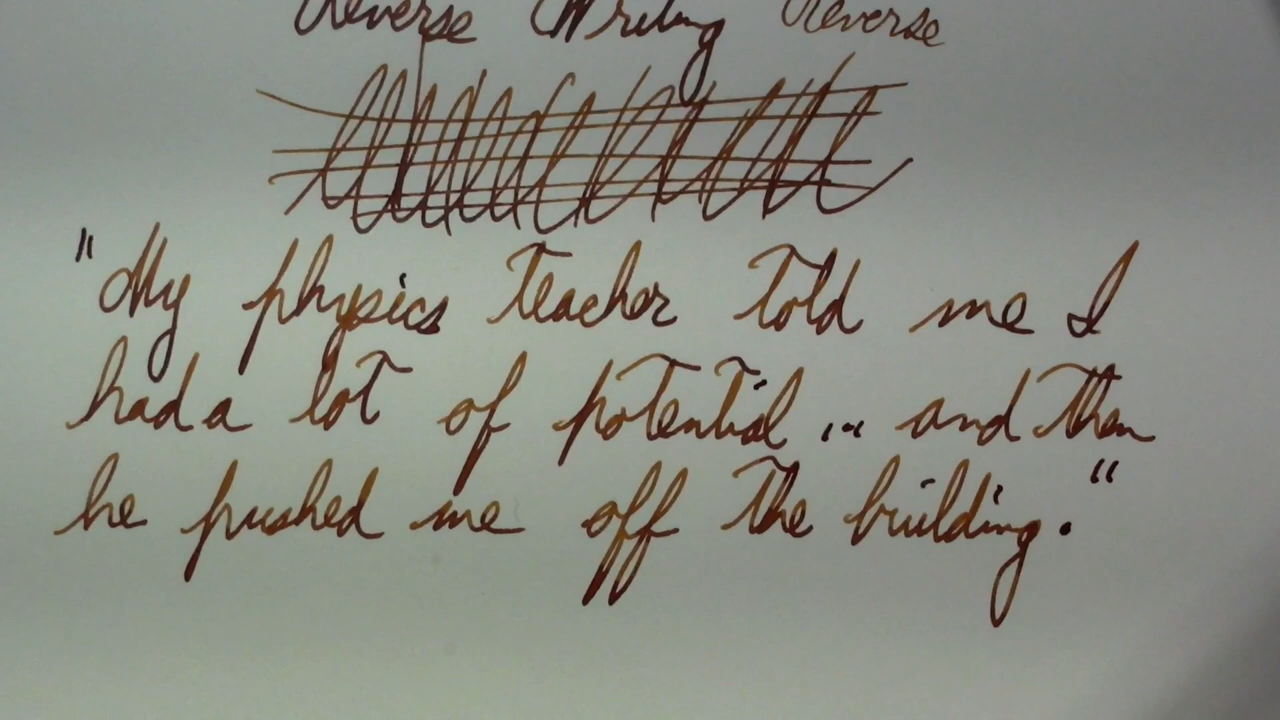 Reverse Writing Reverse
"My physics teacher told me I
had a lot of potential... and then
he pushed me off the building."